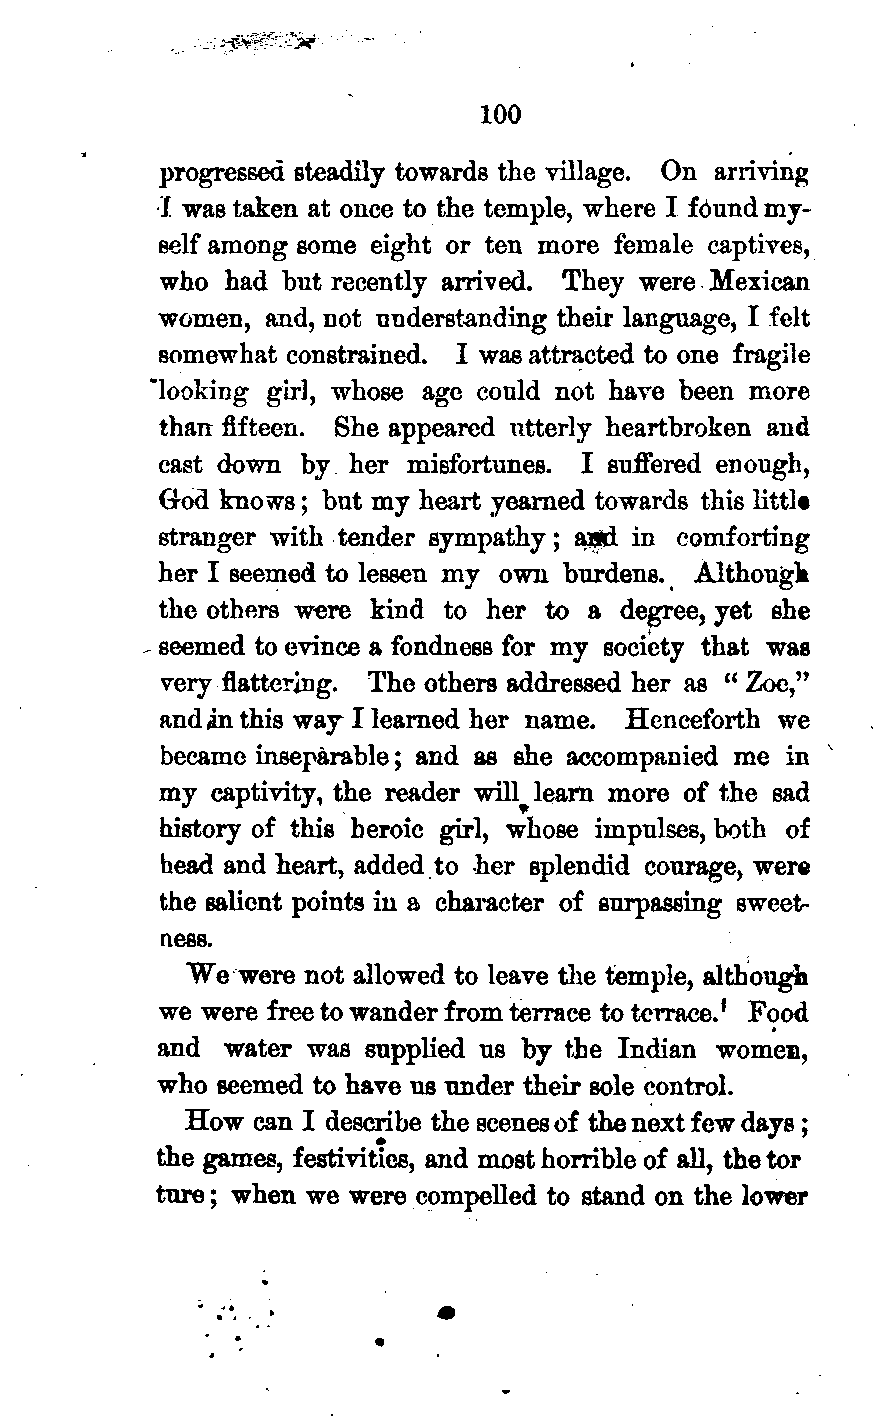 100
progressed steadily towards the village. On arriving
I was taken at once to the temple, where I found my-
self among some eight or ten more female captives,
who had but recently arrived. They were Mexican
women, and, not understanding their language, I felt
somewhat constrained. I was attracted to one fragile
looking girl, whose age could not have been more
than fifteen. She appeared utterly heartbroken and
cast down by her misfortunes. I suffered enough,
God knows; but my heart yearned towards this little
stranger with tender sympathy; and in comforting
her I seemed to lessen my own burdens. Although
the others were kind to her to a degree, yet she
seemed to evince a fondness for my society that was
very flattering. The others addressed her as “ Zoe,”
and in this way I learned her name. Henceforth we
became inseparable; and as she accompanied me in
my captivity, the reader will learn more of the sad
history of this heroic girl, whose impulses, both of
head and heart, added to her splendid courage, were
the salient points in a character of surpassing sweet-
ness.
We were not allowed to leave the temple, although
we were free to wander from terrace to terrace. Food
and water was supplied us by the Indian women,
who seemed to have us under their sole control.
How can I describe the scenes of the next few days;
the games, festivities, and most horrible of all, the tor
ture; when we were compelled to stand on the lower